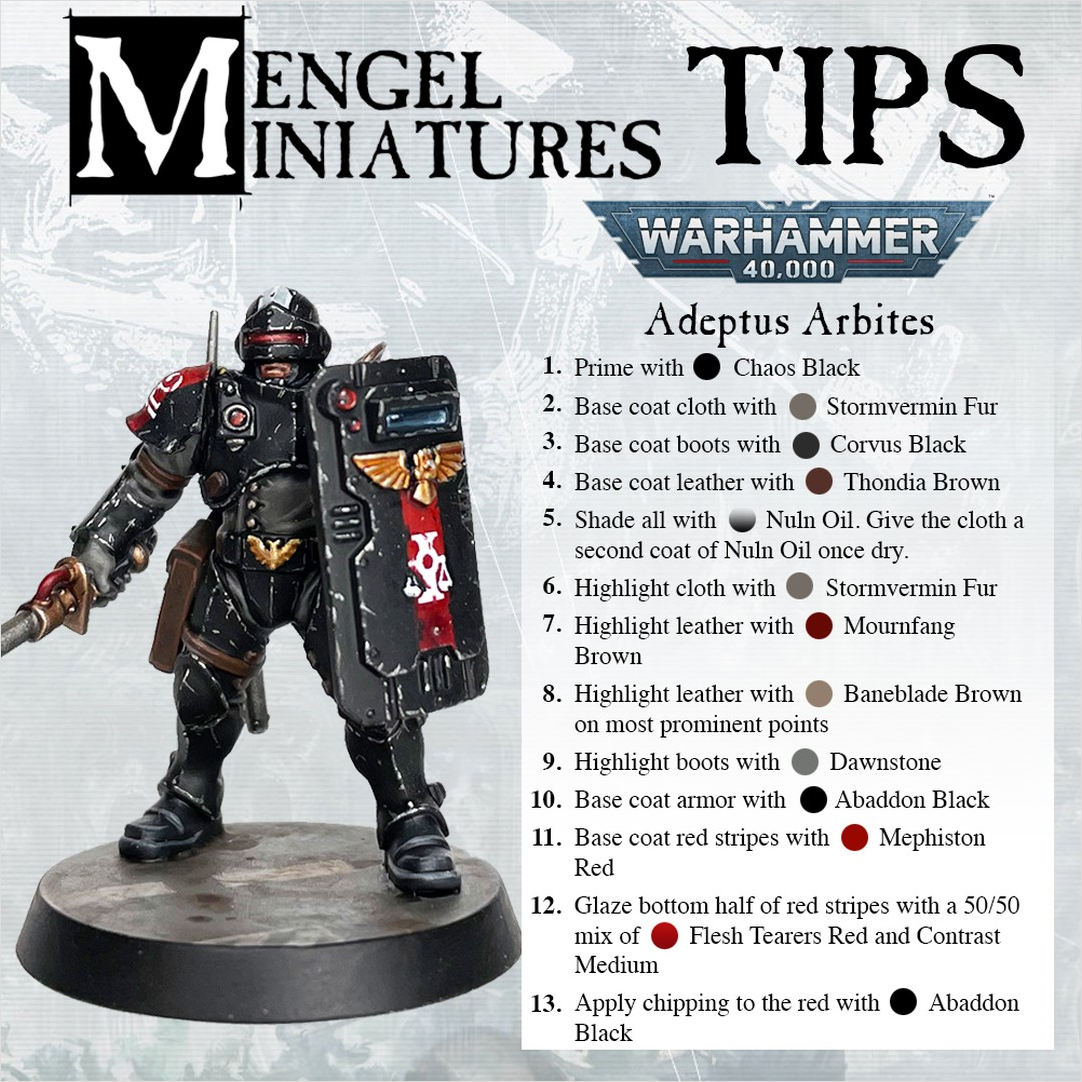 MENGEL
MINIATURES
TIPS
WARHAMMER™
40,000
Adeptus Arbites
1. Prime with Chaos Black
2. Base coat cloth with Stormvermin Fur
3. Base coat boots with Corvus Black
4. Base coat leather with Thondia Brown
5. Shade all with Nuln Oil. Give the cloth a
second coat of Nuln Oil once dry.
6. Highlight cloth with Stormvermin Fur
7. Highlight leather with Mournfang
Brown
8. Highlight leather with Baneblade Brown
on most prominent points
9. Highlight boots with Dawnstone
10. Base coat armor with Abaddon Black
11. Base coat red stripes with Mephiston
Red
12. Glaze bottom half of red stripes with a 50/50
mix of Flesh Tearers Red and Contrast
Medium
13. Apply chipping to the red with Abaddon
Black